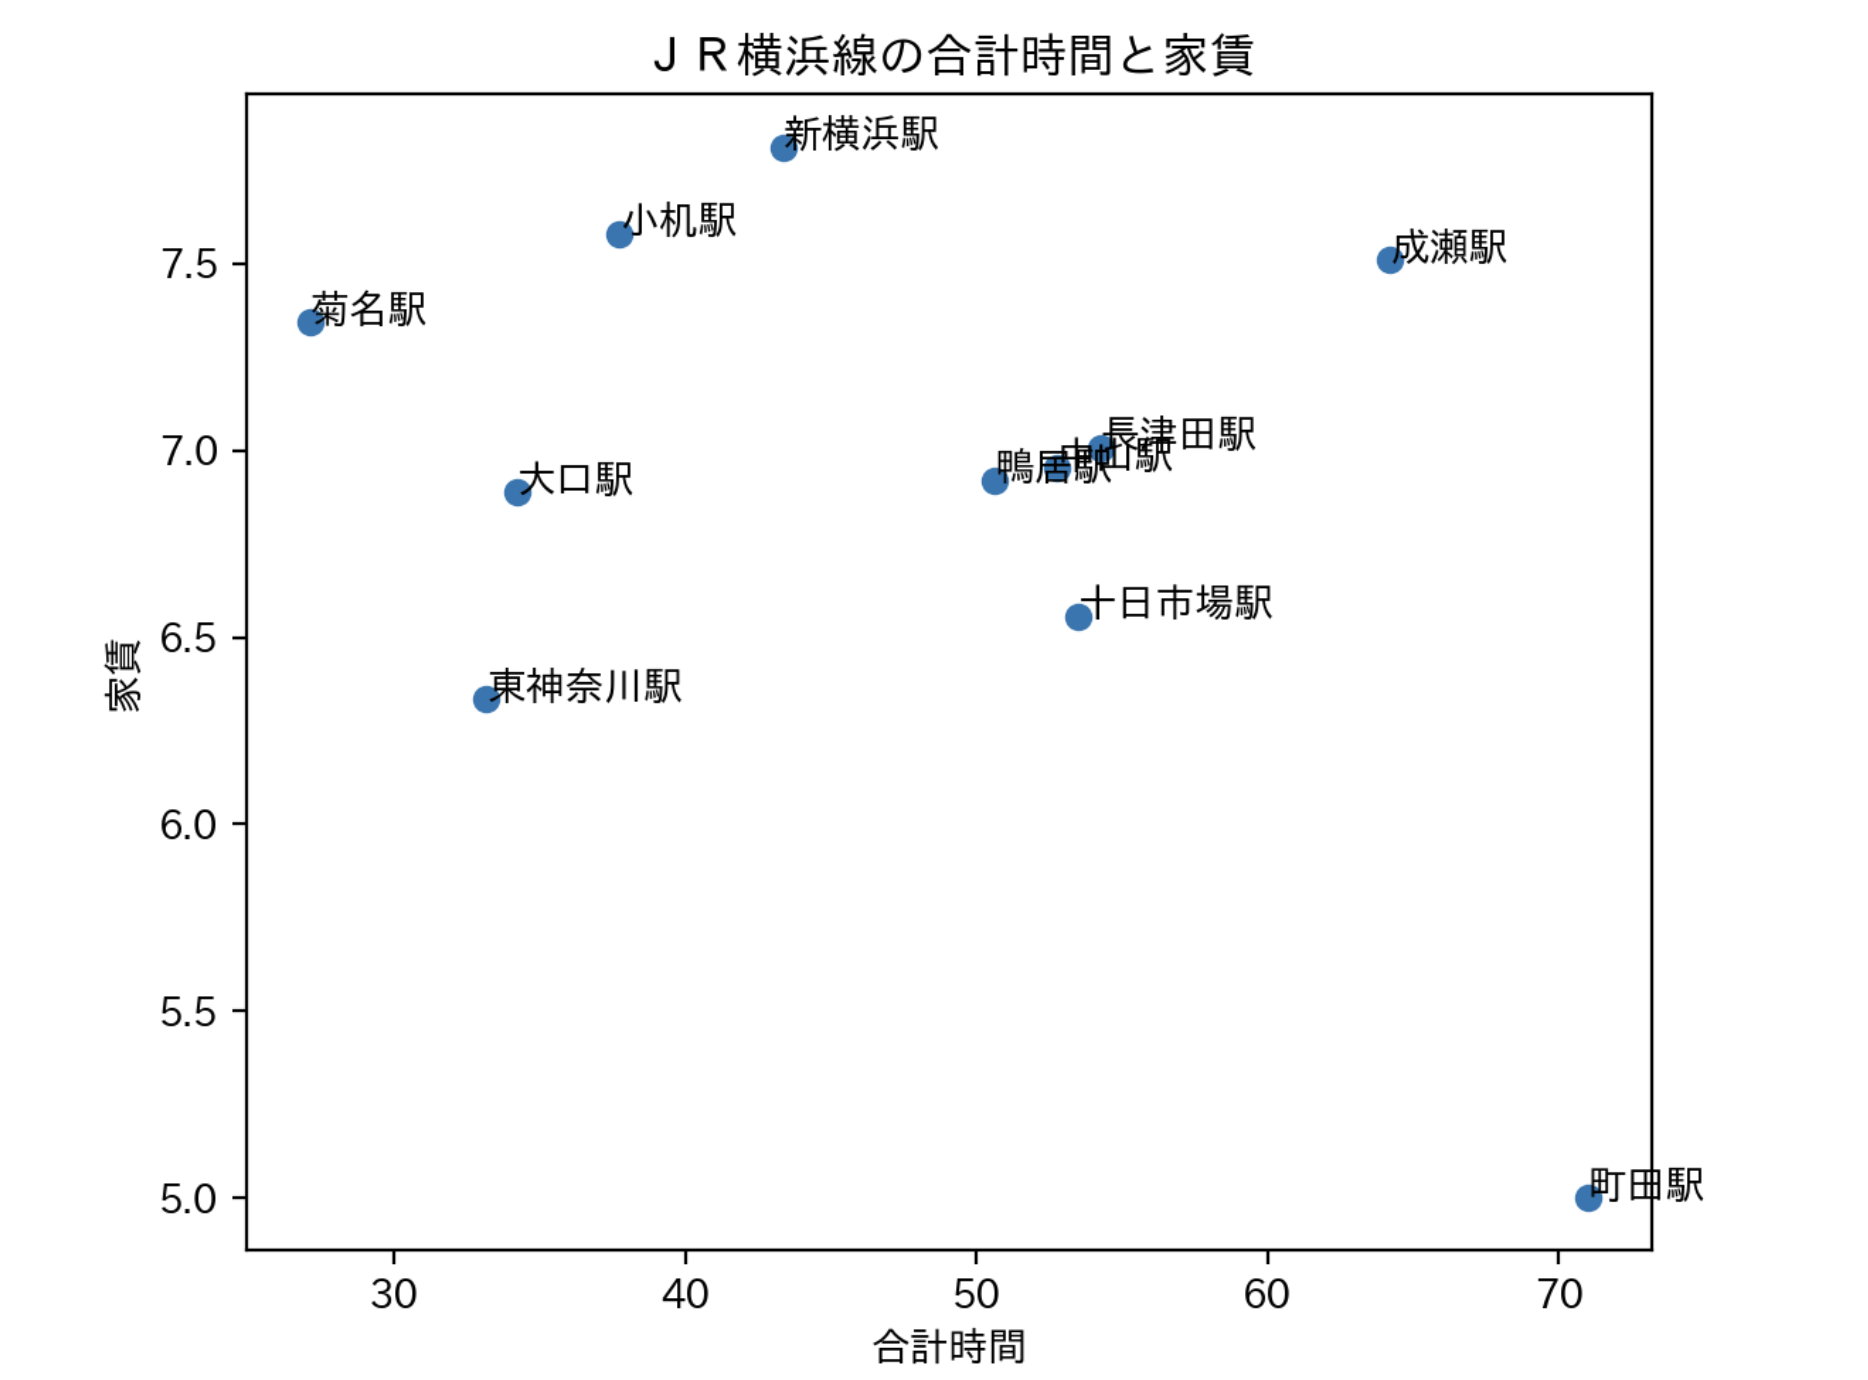 ＪＲ横浜線の合計時間と家賃
新横浜駅
小机駅
成瀬駅
菊名駅
長津田駅
中山駅
鴨居駅
大口駅
十日市場駅
東神奈川駅
町田駅
家賃
7.5
7.0
6.5
6.0
5.5
5.0
30 40 50 60 70
合計時間